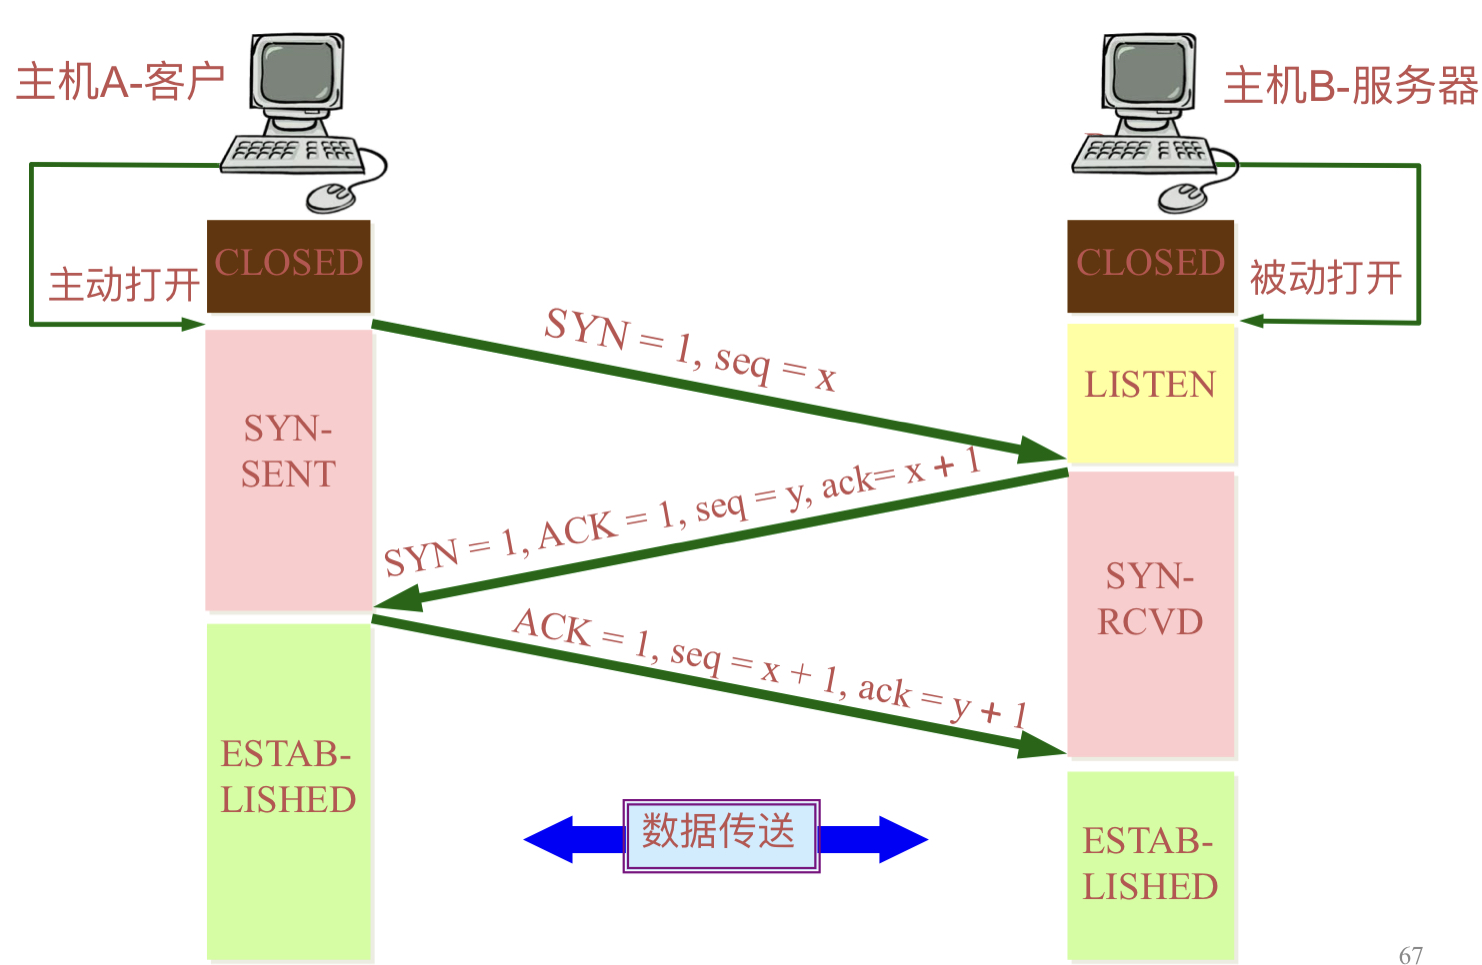 主机A-客户
主机B-服务器
CLOSED
CLOSED
主动打开
被动打开
SYN = 1, seq = x
LISTEN
SYN-
SENT
SYN = 1, ACK = 1, seq = y, ack= x + 1
SYN-
RCVD
ACK = 1, seq = x + 1, ack = y + 1
ESTAB-
LISHED
数据传送
ESTAB-
LISHED
67